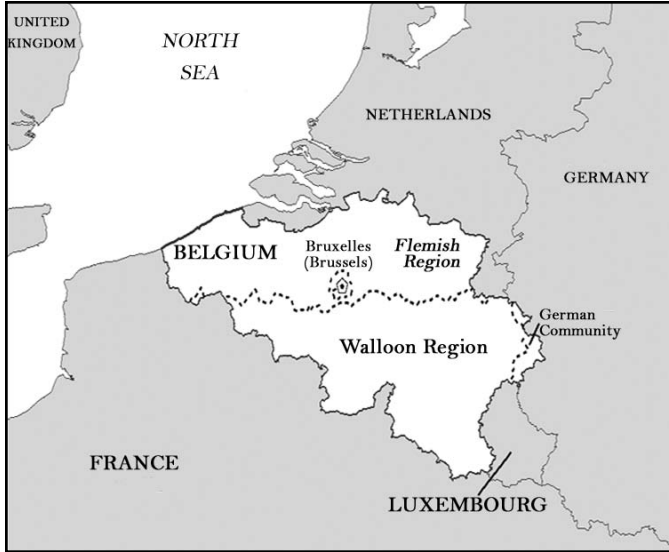 UNITED
KINGDOM
NORTH
SEA
NETHERLANDS
GERMANY
BELGIUM
Bruxelles
(Brussels)
Flemish
Region
German
Community
Walloon Region
FRANCE
LUXEMBOURG